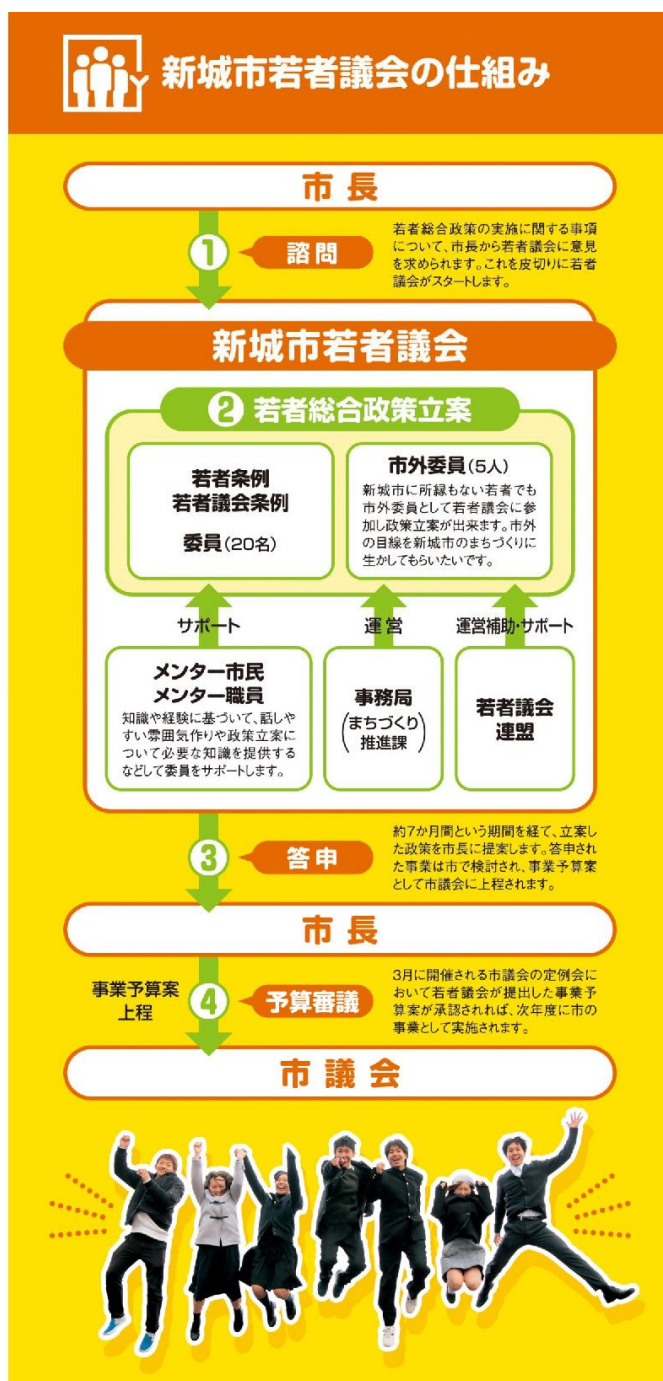 新城市若者議会の仕組み
市長
1
諮問
若者総合政策の実施に関する事項
について、市長から若者議会に意見
を求められます。これを皮切りに若者
議会がスタートします。
新城市若者議会
2 若者総合政策立案
若者条例
若者議会条例
委員(20名)
市外委員(5人)
新城市に所縁もない若者でも
市外委員として若者議会に参
加し政策立案が出来ます。市外
の目線を新城市のまちづくりに
生かしてもらいたいです。
サポート
運営
運営補助・サポート
メンター市民
メンター職員
知識や経験に基づいて、話しや
すい雰囲気作りや政策立案に
ついて必要な知識を提供する
などして委員をサポートします。
事務局
(まちづくり
推進課)
若者議会
連盟
3
答申
約7か月間という期間を経て、立案し
た政策を市長に提案します。答申され
た事業は市で検討され、事業予算案
として市議会に上程されます。
市長
事業予算案
上程
4
予算審議
3月に開催される市議会の定例会に
おいて若者議会が提出した事業予
算案が承認されれば、次年度に市の
事業として実施されます。
市議会